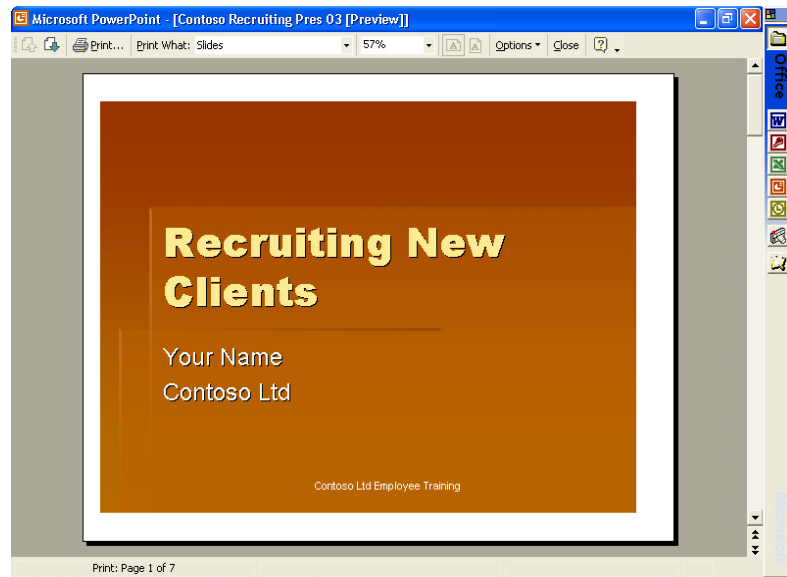 Microsoft PowerPoint - [Contoso Recruiting Pres 03 [Preview]]
Print... Print What: Slides 57% Options Close
Office
Recruiting New
Clients
Your Name
Contoso Ltd
Contoso Ltd Employee Training
Microsoft
Print: Page 1 of 7